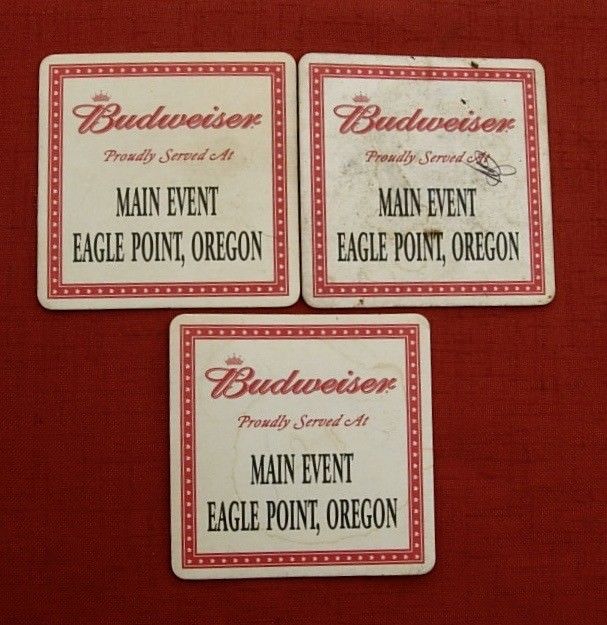 Budweiser
Proudly Served At
MAIN EVENT
EAGLE POINT, OREGON
Budweiser
Proudly Served At
MAIN EVENT
EAGLE POINT, OREGON
Budweiser
Proudly Served At
MAIN EVENT
EAGLE POINT, OREGON